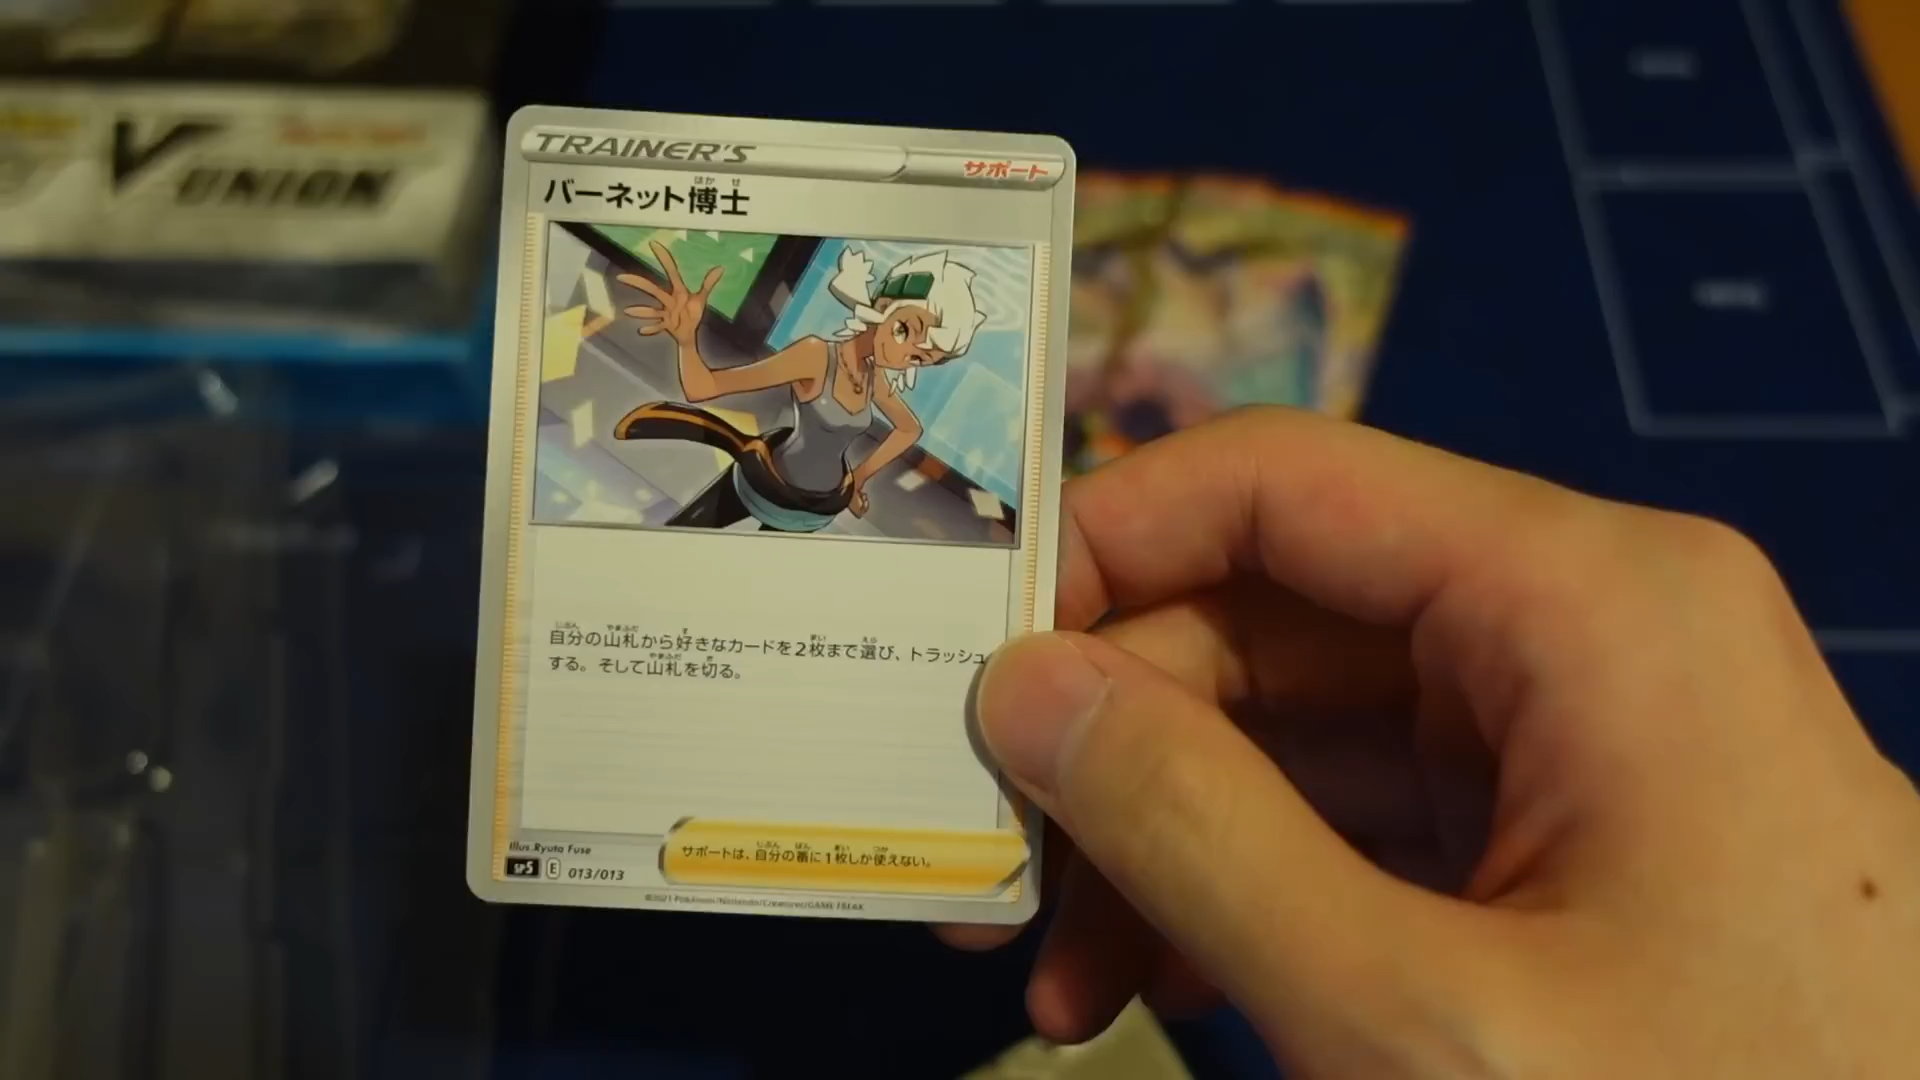 V-UNION
TRAINER'S
サポート
バーネット博士
はかせ
自分の山札から好きなカードを2枚まで選び、トラッシュ
する。そして山札を切る。
サポートは、自分の番に1枚しか使えない。
Illus.Ryuta Fuse
SP5 E 013/013
©2021 Pokémon/Nintendo/Creatures/GAME FREAK